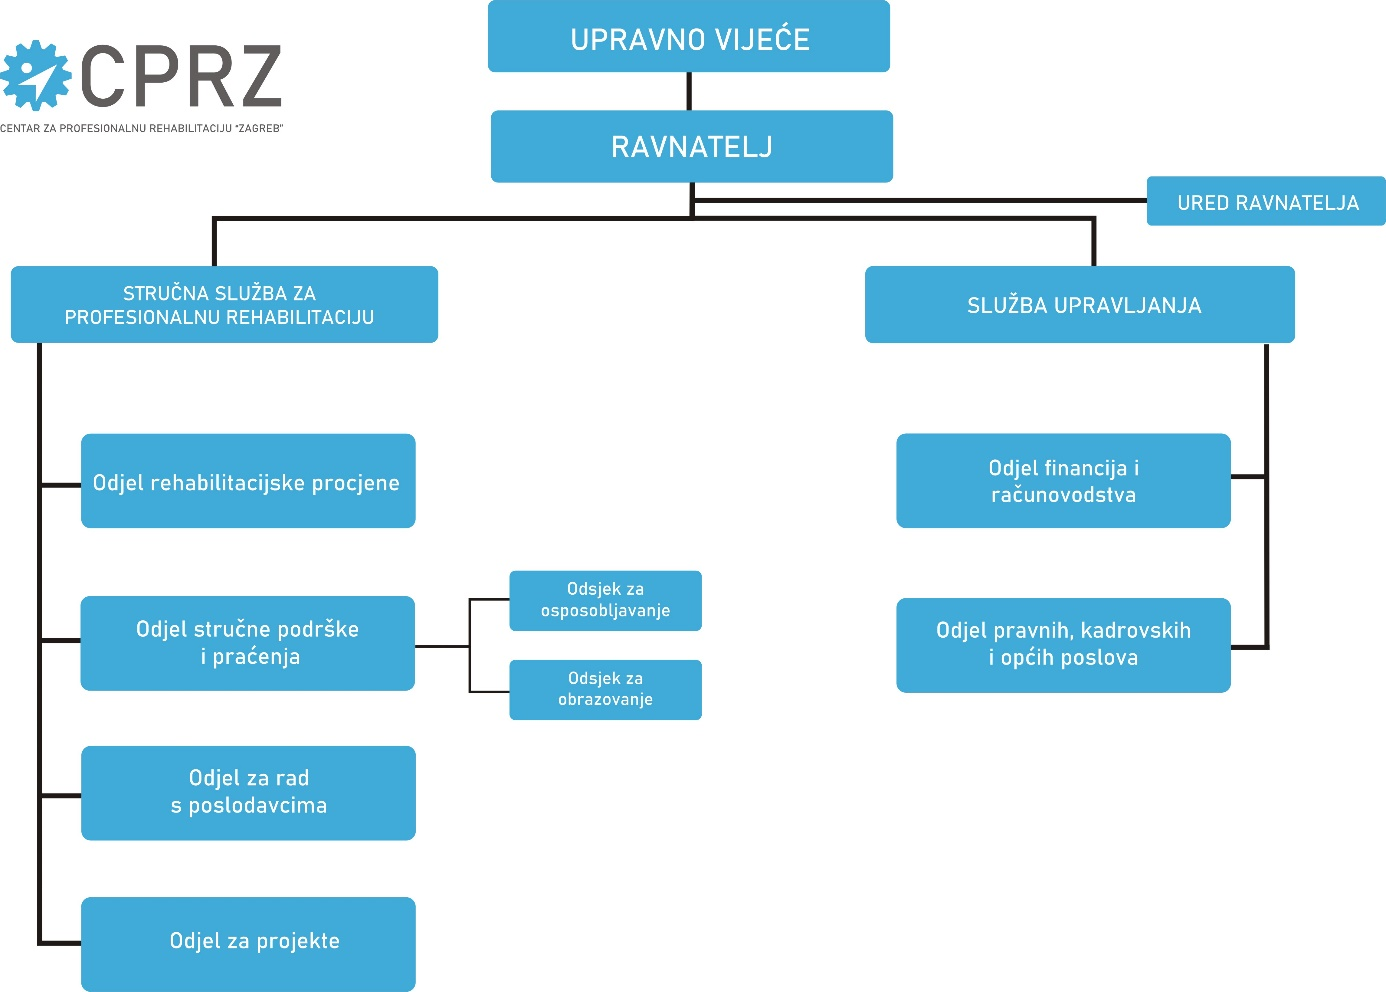 CPRZ
CENTAR ZA PROFESIONALNU REHABILITACIJU "ZAGREB"
UPRAVNO VIJEĆE
RAVNATELJ
URED RAVNATELJA
STRUČNA SLUŽBA ZA
PROFESIONALNU REHABILITACIJU
Odjel rehabilitacijske procjene
Odjel stručne podrške
i praćenja
Odsjek za
osposobljavanje
Odsjek za
obrazovanje
Odjel za rad
s poslodavcima
Odjel za projekte
SLUŽBA UPRAVLJANJA
Odjel financija i
računovodstva
Odjel pravnih, kadrovskih
i općih poslova